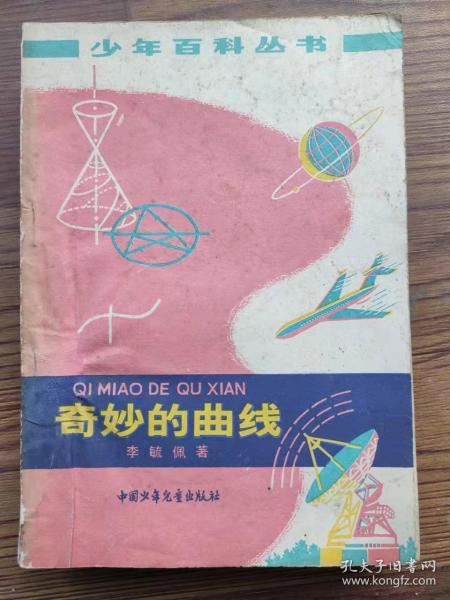 少年百科丛书
QI MIAO DE QU XIAN
奇妙的曲线
李毓佩著
中国少年儿童出版社
孔夫子旧书网
www.kongfz.com